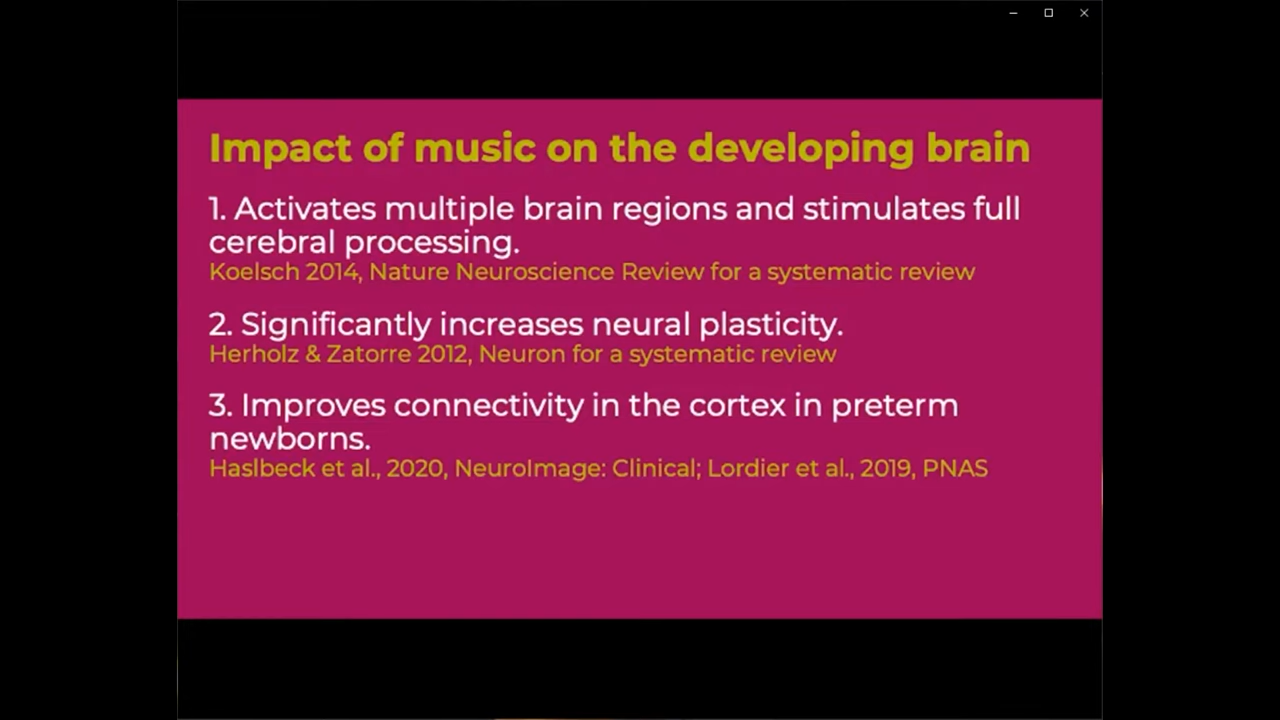 Impact of music on the developing brain
1. Activates multiple brain regions and stimulates full
cerebral processing.
Koelsch 2014, Nature Neuroscience Review for a systematic review
2. Significantly increases neural plasticity.
Herholz & Zatorre 2012, Neuron for a systematic review
3. Improves connectivity in the cortex in preterm
newborns.
Haslbeck et al., 2020, NeuroImage: Clinical; Lordier et al., 2019, PNAS